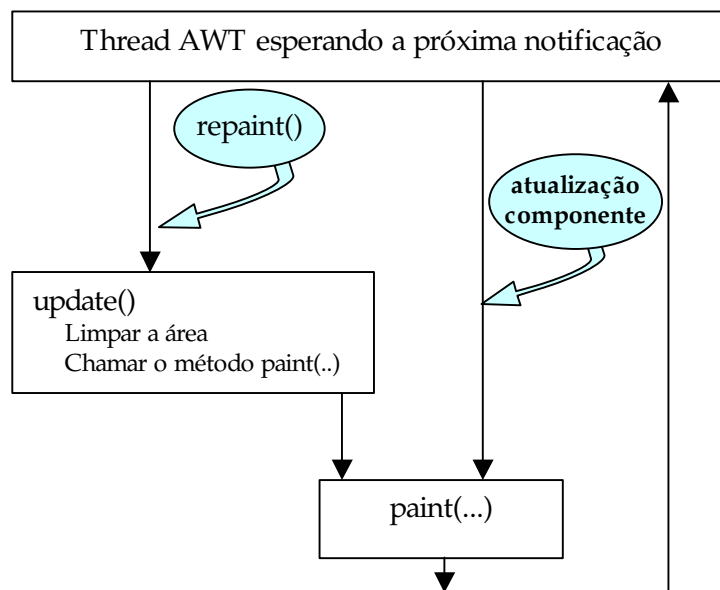 Thread AWT esperando a próxima notificação
repaint()
atualização
componente
update()
Limpar a área
Chamar o método paint(..)
paint(...)